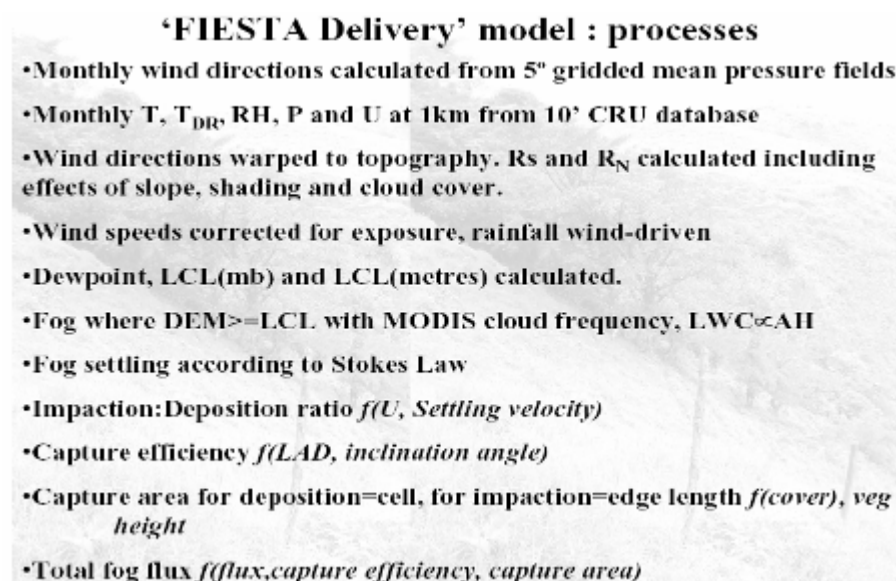 ‘FIESTA Delivery’ model : processes
•Monthly wind directions calculated from 5º gridded mean pressure fields
•Monthly T, TDR, RH, P and U at 1km from 10’ CRU database
•Wind directions warped to topography. Rs and RN calculated including
effects of slope, shading and cloud cover.
•Wind speeds corrected for exposure, rainfall wind-driven
•Dewpoint, LCL(mb) and LCL(metres) calculated.
•Fog where DEM>=LCL with MODIS cloud frequency, LWC∝AH
•Fog settling according to Stokes Law
•Impaction:Deposition ratio f(U, Settling velocity)
•Capture efficiency f(LAD, inclination angle)
•Capture area for deposition=cell, for impaction=edge length f(cover), veg
height
•Total fog flux f(flux,capture efficiency, capture area)